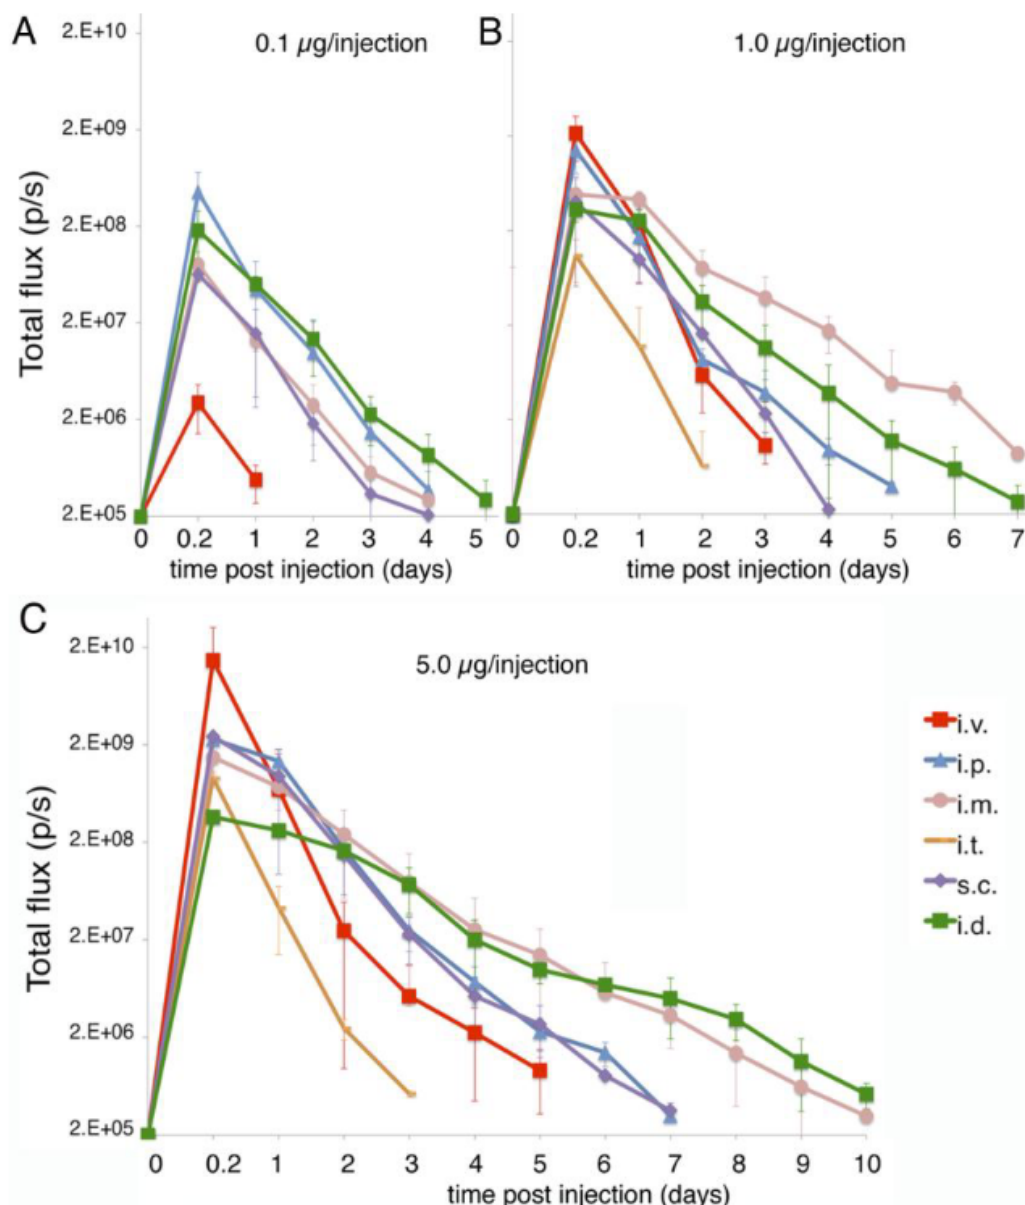 A
0.1 µg/injection
B
1.0 µg/injection
2.E+10
2.E+09
2.E+08
2.E+07
2.E+06
2.E+05
Total flux (p/s)
0 0.2 1 2 3 4 5
time post injection (days)
0 0.2 1 2 3 4 5 6 7
time post injection (days)
C
5.0 µg/injection
2.E+10
2.E+09
2.E+08
2.E+07
2.E+06
2.E+05
Total flux (p/s)
i.v.
i.p.
i.m.
i.t.
s.c.
i.d.
0 0.2 1 2 3 4 5 6 7 8 9 10
time post injection (days)